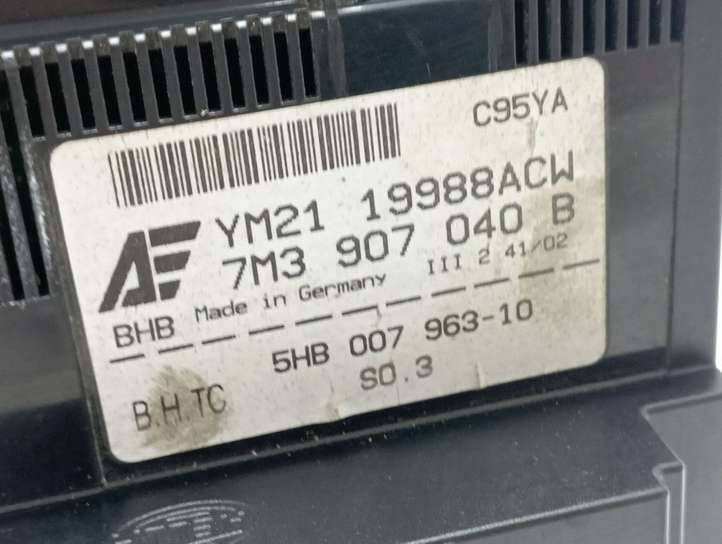 C95YA
AF YM21 19988ACW
7M3 907 040 B
BHB Made in Germany III 2 41/02
5HB 007 963-10
B.H.TC SO.3